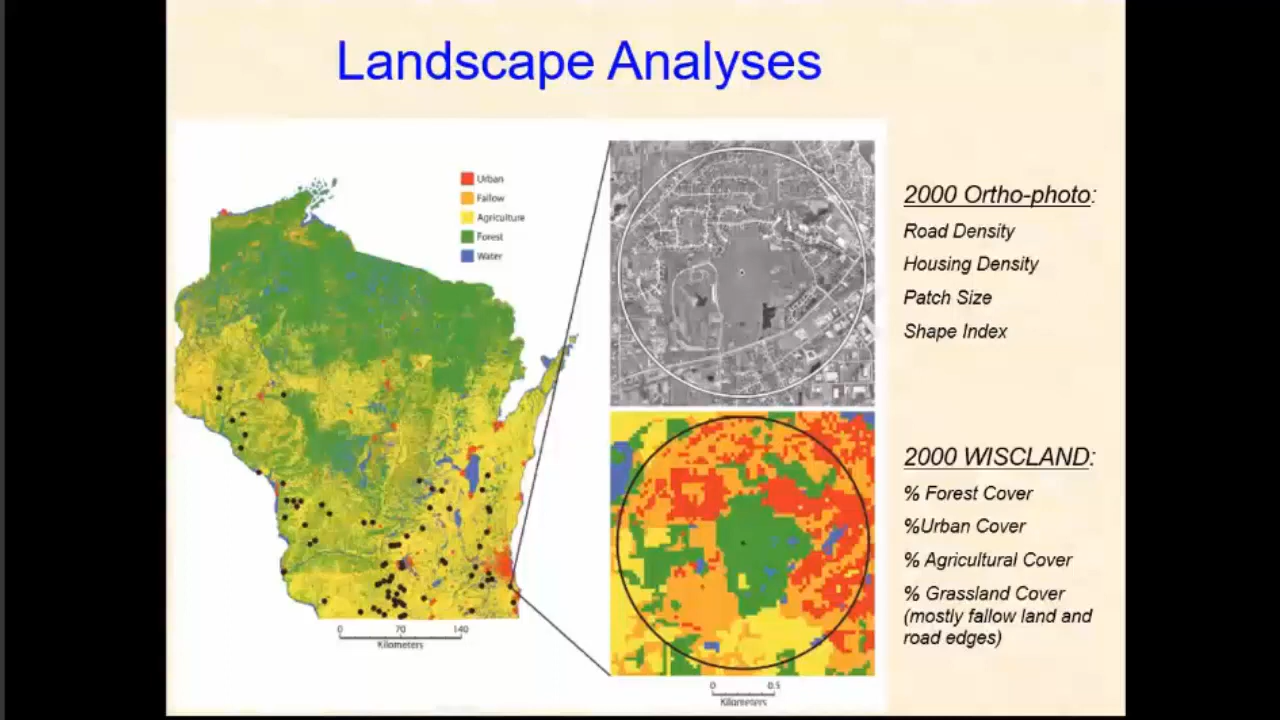 Landscape Analyses
Urban
Fallow
Agriculture
Forest
Water
0 70 140
Kilometers
0 0.5
Kilometers
2000 Ortho-photo:
Road Density
Housing Density
Patch Size
Shape Index
2000 WISCLAND:
% Forest Cover
%Urban Cover
% Agricultural Cover
% Grassland Cover
(mostly fallow land and
road edges)